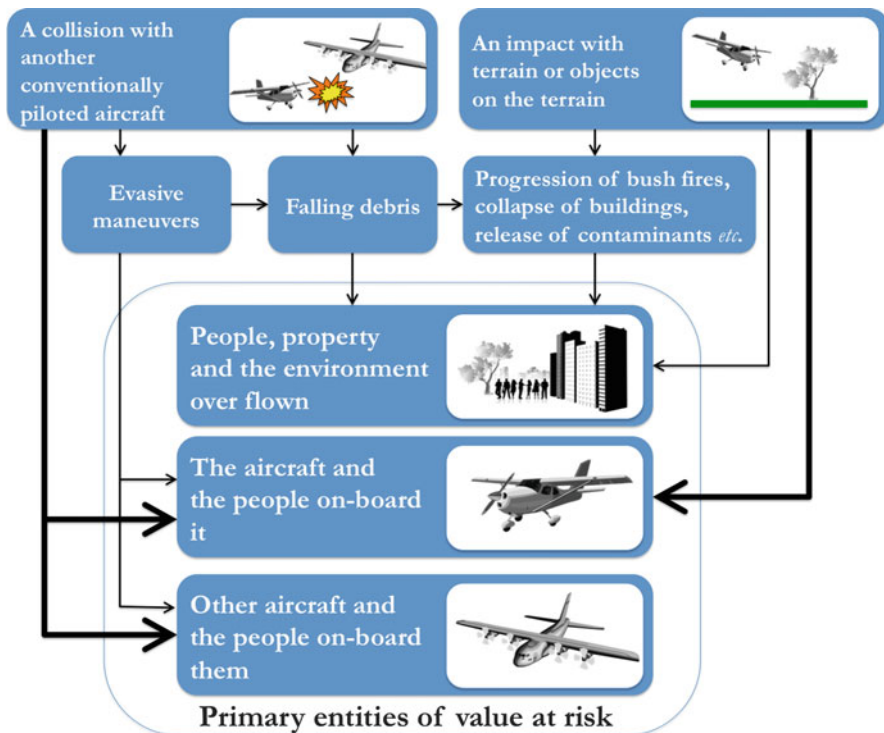 A collision with
another
conventionally
piloted aircraft
An impact with
terrain or objects
on the terrain
Evasive
maneuvers
Falling debris
Progression of bush fires,
collapse of buildings,
release of contaminants etc.
People, property
and the environment
over flown
The aircraft and
the people on-board
it
Other aircraft and
the people on-board
them
Primary entities of value at risk